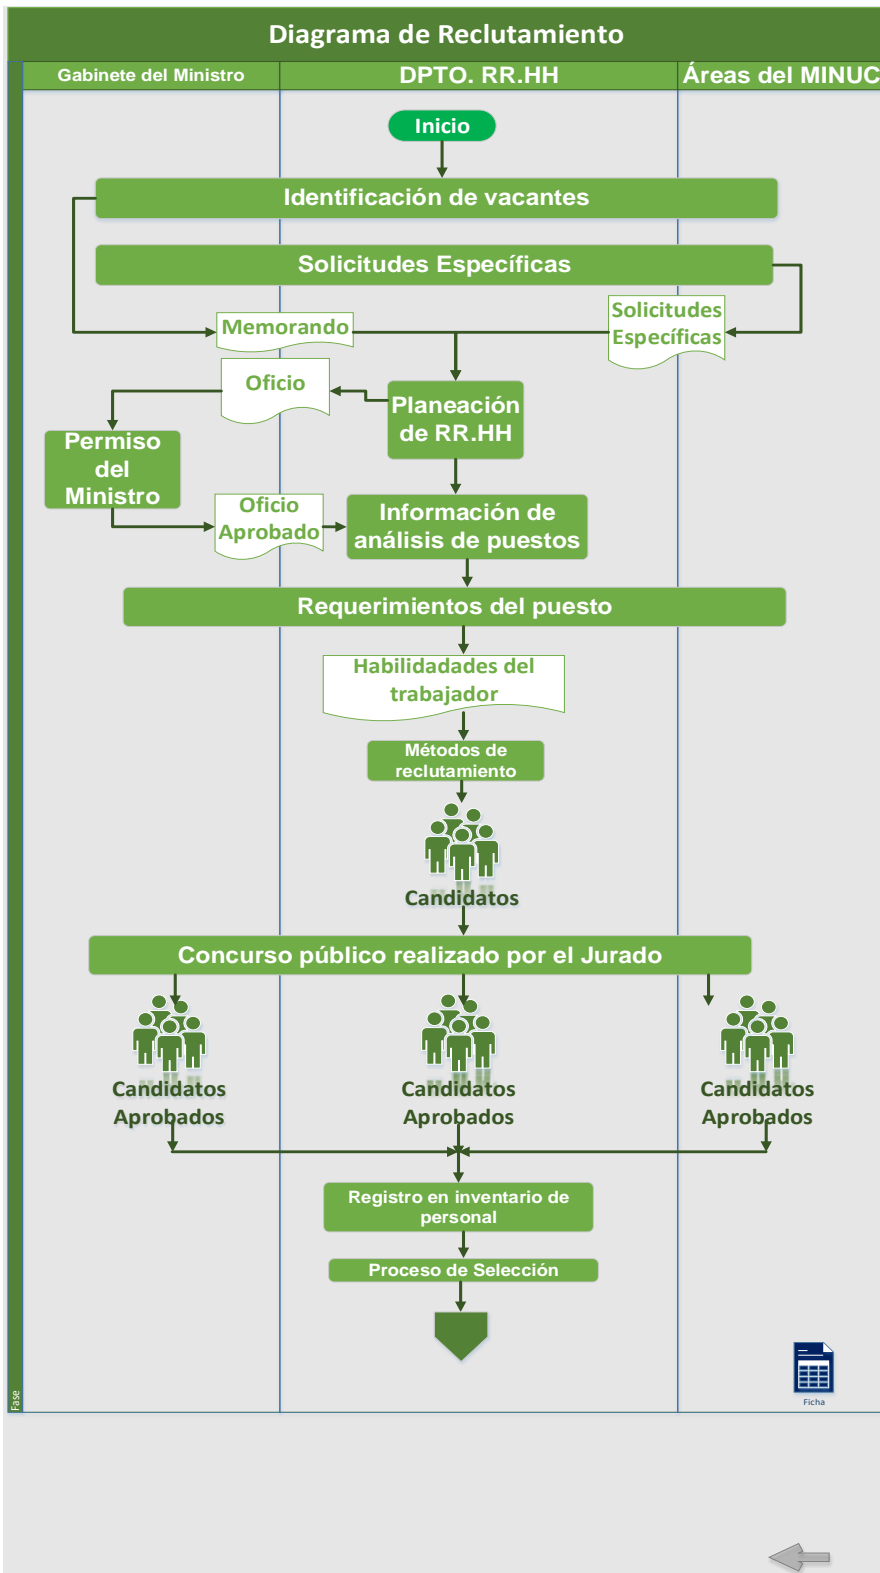 Diagrama de Reclutamiento
Gabinete del Ministro
DPTO. RR.HH
Áreas del MINUC
Inicio
Identificación de vacantes
Solicitudes Específicas
Memorando
Solicitudes
Específicas
Oficio
Planeación
de RR.HH
Permiso
del
Ministro
Oficio
Aprobado
Información de
análisis de puestos
Requerimientos del puesto
Habilidadades del
trabajador
Métodos de
reclutamiento
Candidatos
Concurso público realizado por el Jurado
Candidatos
Aprobados
Candidatos
Aprobados
Candidatos
Aprobados
Registro en inventario de
personal
Proceso de Selección
Fase
Ficha